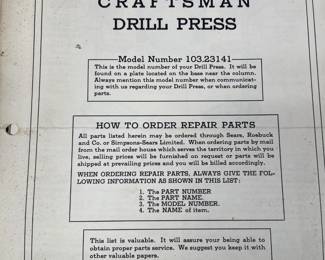 CRAFTSMAN
DRILL PRESS
Model Number 103.23141
This is the model number of your Drill Press. It will be
found on a plate located on the base near the column.
Always mention this model number when communicat-
ing with us regarding your Drill Press, or when ordering
parts.
HOW TO ORDER REPAIR PARTS
All parts listed herein may be ordered through Sears, Roebuck
and Co. or Simpsons-Sears Limited. When ordering parts by mail
from the mail order house which serves the territory in which you
live, selling prices will be furnished on request or parts will be
shipped at prevailing prices and you will be billed accordingly.
WHEN ORDERING REPAIR PARTS, ALWAYS GIVE THE FOL-
LOWING INFORMATION AS SHOWN IN THIS LIST:
1. The PART NUMBER
2. The PART NAME.
3. The MODEL NUMBER.
4. The NAME of item.
This list is valuable. It will assure your being able to
obtain proper parts service. We suggest you keep it with
other valuable papers.